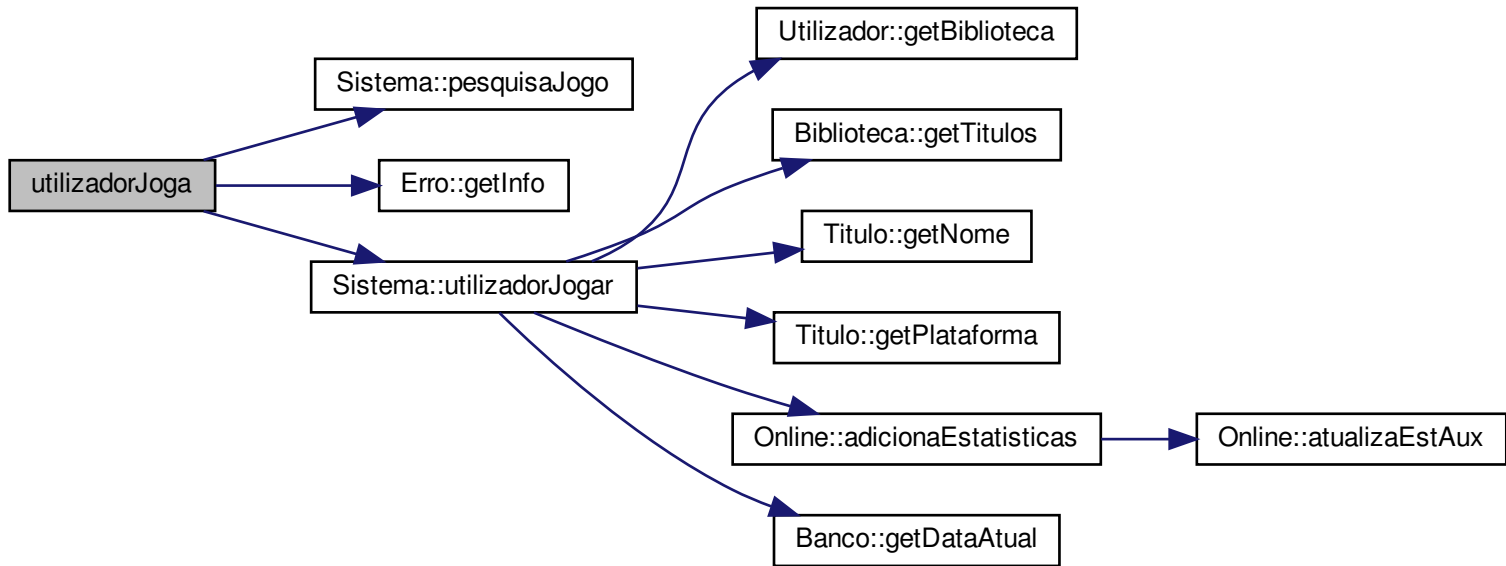 utilizadorJoga
Sistema::pesquisaJogo
Erro::getInfo
Sistema::utilizadorJogar
Utilizador::getBiblioteca
Biblioteca::getTitulos
Titulo::getNome
Titulo::getPlataforma
Online::adicionaEstatisticas
Online::atualizaEstAux
Banco::getDataAtual